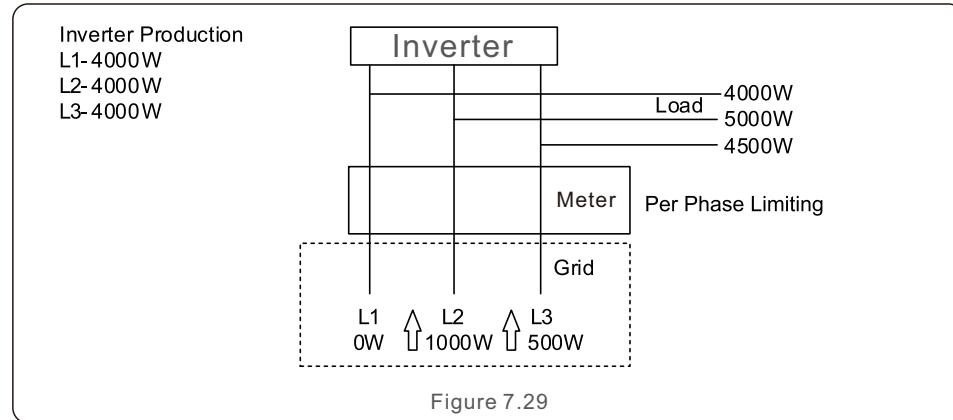 Inverter Production
L1-4000W
L2-4000W
L3-4000W
Inverter
4000W
Load
5000W
4500W
Meter
Per Phase Limiting
Grid
L1 L2 L3
0W 1000W 500W
Figure 7.29